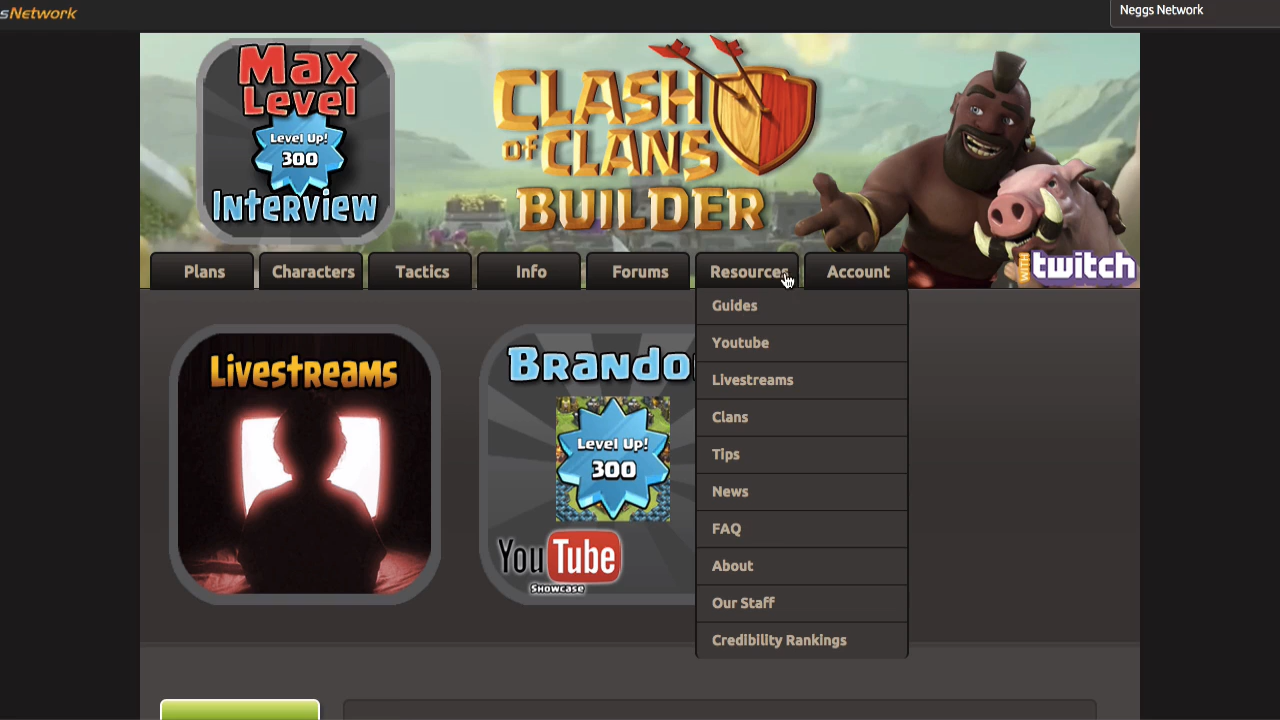 sNetwork
Neggs Network
Max
Level
Level Up!
300
Interview
CLASH
OF CLANS
BUILDER
WITH twitch
Plans
Characters
Tactics
Info
Forums
Resources
Account
Guides
Youtube
Livestreams
Clans
Tips
News
FAQ
About
Our Staff
Credibility Rankings
Livestreams
Brando
Level Up!
300
YouTube
Showcase